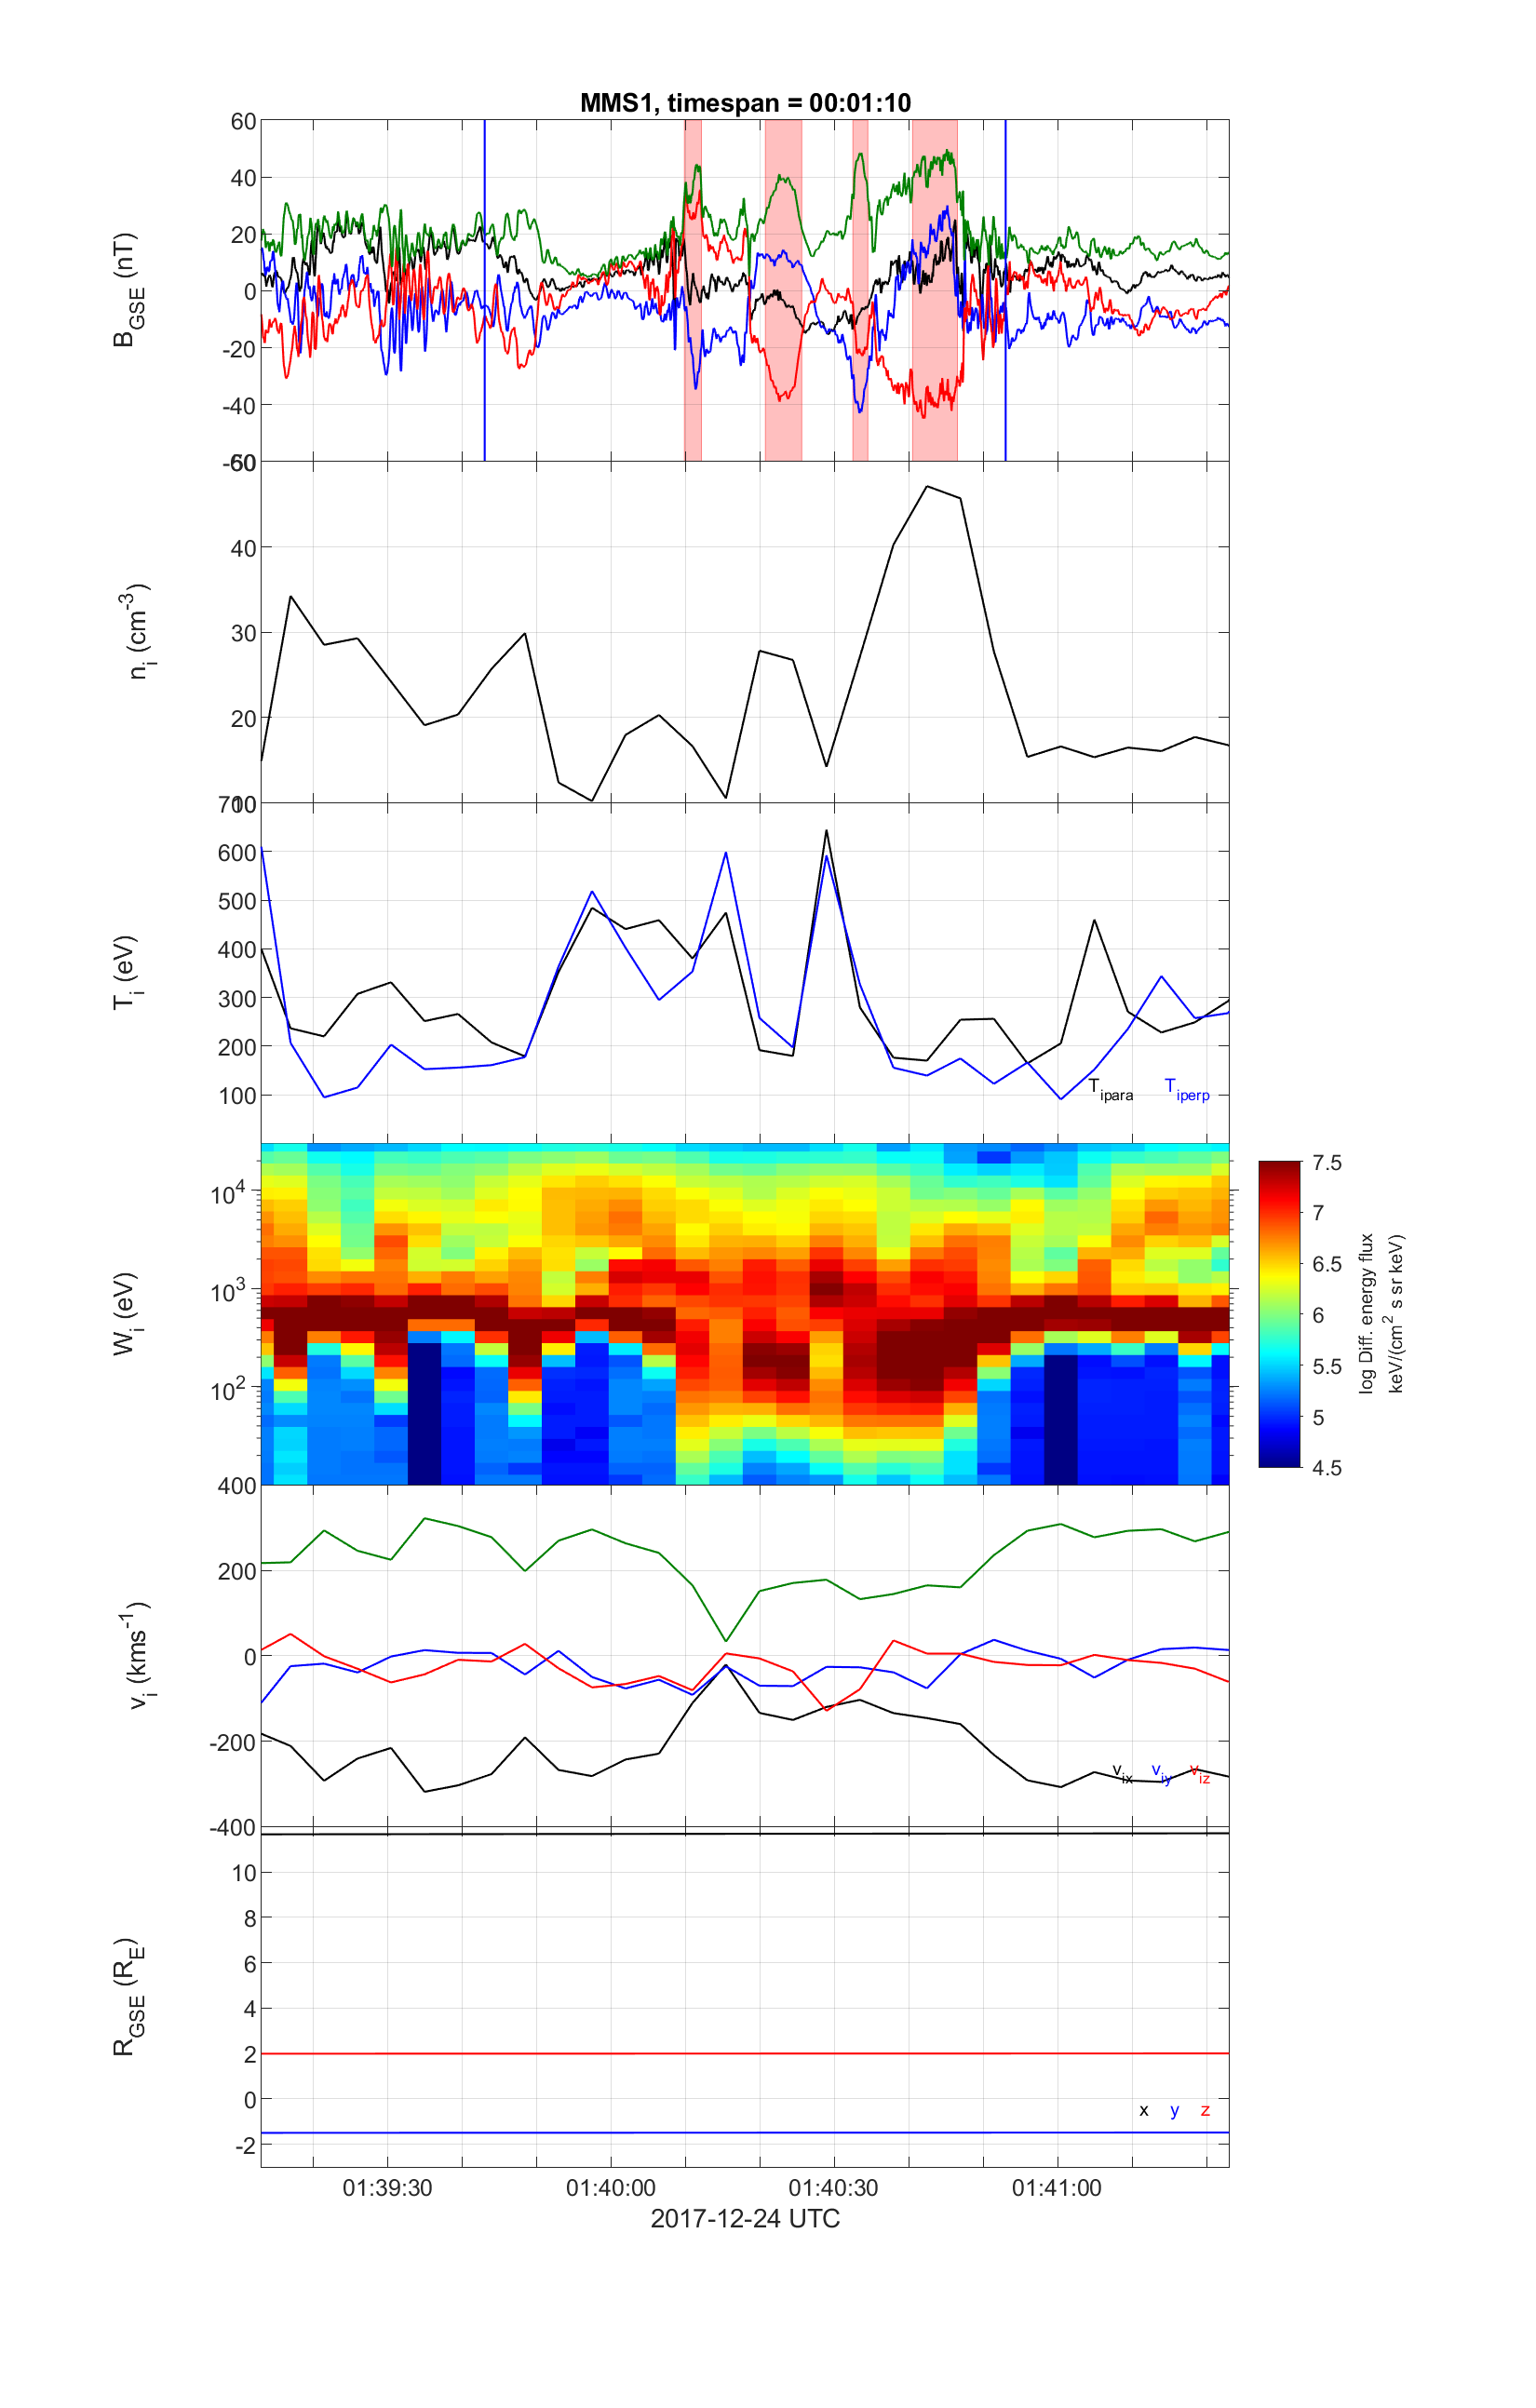 MMS1, timespan = 00:01:10
60
40
20
0
-20
-40
-60
B_GSE (nT)
50
40
30
20
10
n_i (cm^-3)
700
600
500
400
300
200
100
T_i (eV)
T_ipara T_iperp
10^4
10^3
10^2
W_i (eV)
7.5
7
6.5
6
5.5
5
4.5
log Diff. energy flux
keV/(cm^2 s sr keV)
400
200
0
-200
-400
v_i (kms^-1)
v_ix v_iy v_iz
10
8
6
4
2
0
-2
R_GSE (R_E)
x y z
01:39:30 01:40:00 01:40:30 01:41:00
2017-12-24 UTC